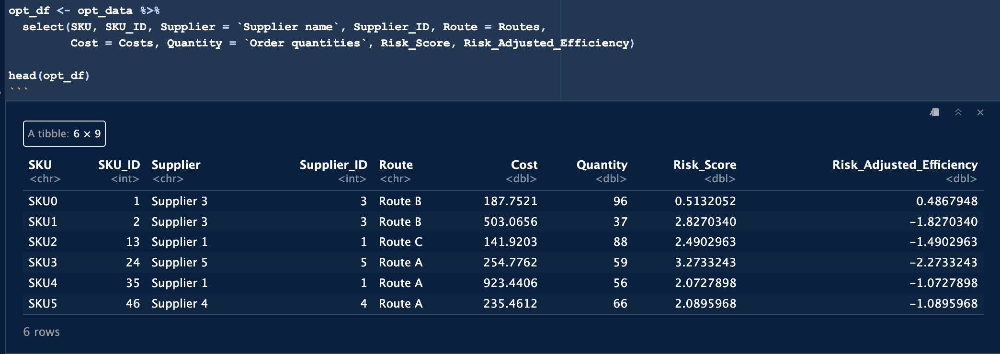 opt_df <- opt_data %>%
select(SKU, SKU_ID, Supplier = `Supplier name`, Supplier_ID, Route = Routes,
Cost = Costs, Quantity = `Order quantities`, Risk_Score, Risk_Adjusted_Efficiency)
head(opt_df)
```
A tibble: 6 × 9
SKU SKU_ID Supplier Supplier_ID Route Cost Quantity Risk_Score Risk_Adjusted_Efficiency
<chr> <int> <chr> <int> <chr> <dbl> <dbl> <dbl> <dbl>
SKU0 1 Supplier 3 3 Route B 187.7521 96 0.5132052 0.4867948
SKU1 2 Supplier 3 3 Route B 503.0656 37 2.8270340 -1.8270340
SKU2 13 Supplier 1 1 Route C 141.9203 88 2.4902963 -1.4902963
SKU3 24 Supplier 5 5 Route A 254.7762 59 3.2733243 -2.2733243
SKU4 35 Supplier 1 1 Route A 923.4406 56 2.0727898 -1.0727898
SKU5 46 Supplier 4 4 Route A 235.4612 66 2.0895968 -1.0895968
6 rows